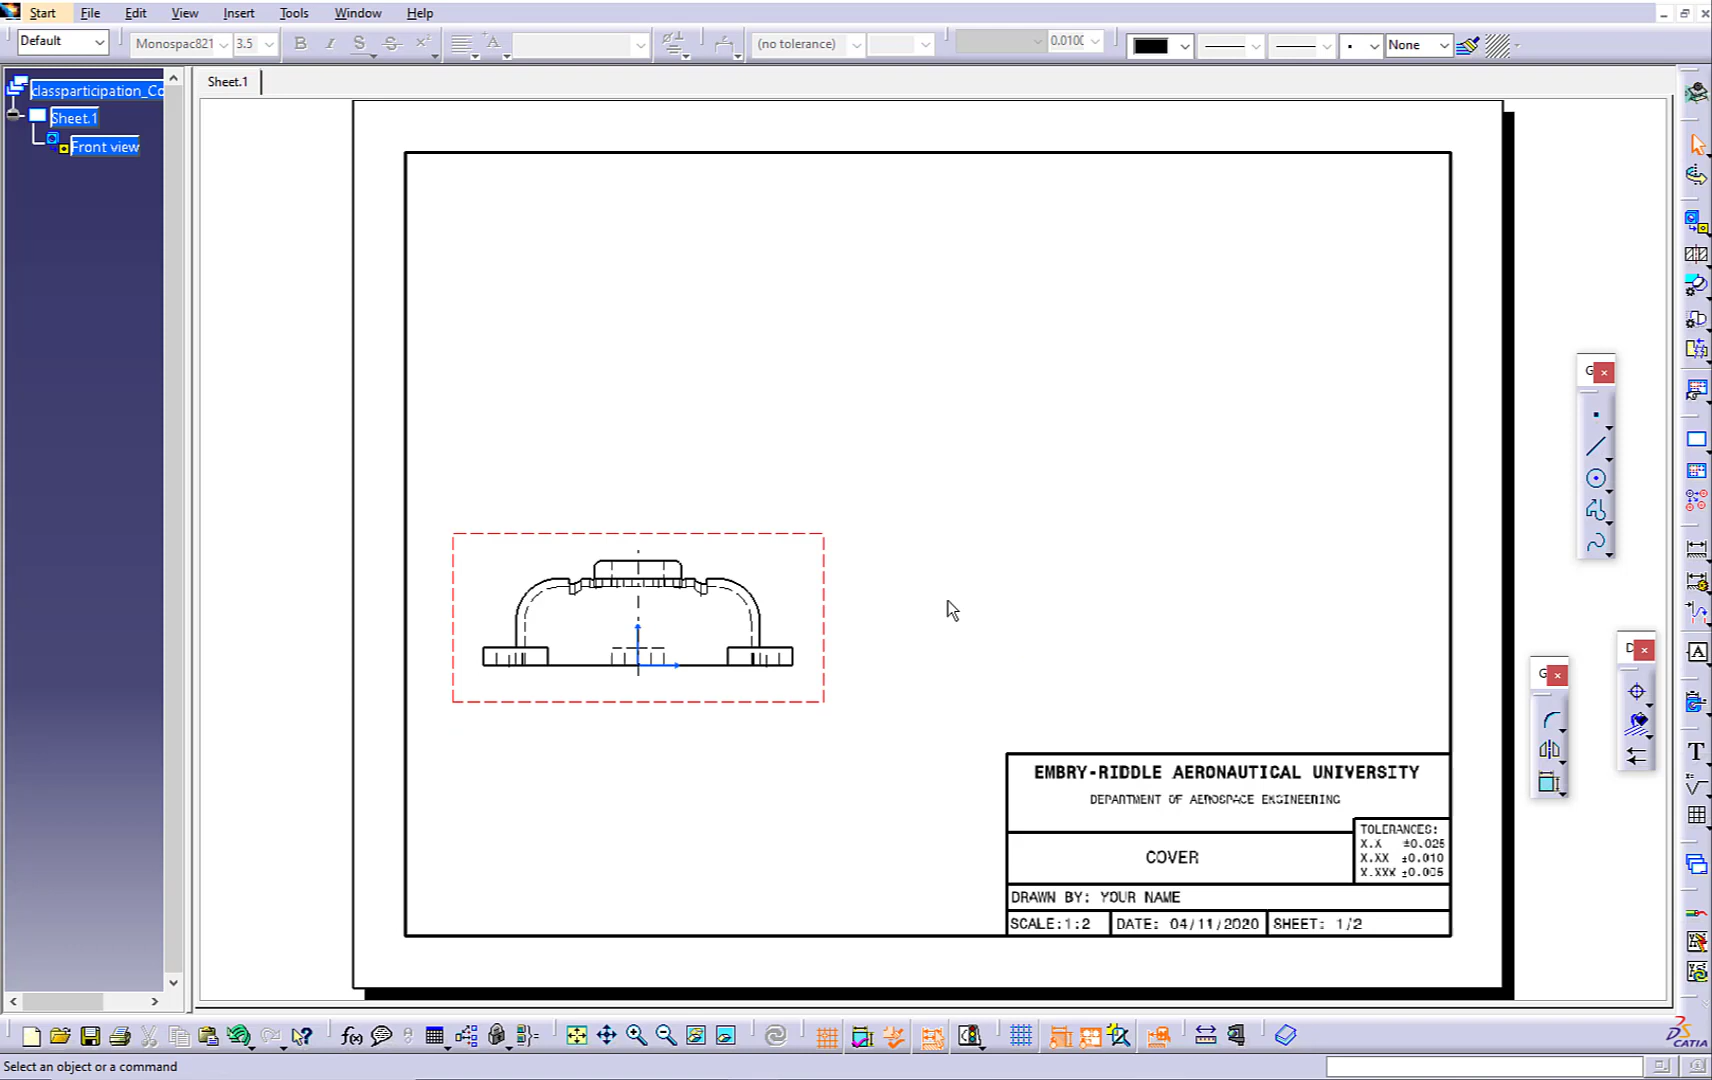 Start File Edit View Insert Tools Window Help
Default Monospac821 3.5 B I S S (no tolerance) 0.010( None
Sheet.1
classparticipation_Co
Sheet.1
Front view
G
D
G
EMBRY-RIDDLE AERONAUTICAL UNIVERSITY
DEPARTMENT OF AEROSPACE ENGINEERING
COVER
TOLERANCES:
X.X ±0.025
X.XX ±0.010
X.XXX ±0.005
DRAWN BY: YOUR NAME
SCALE:1:2 DATE: 04/11/2020 SHEET: 1/2
f(x)
CATIA
Select an object or a command